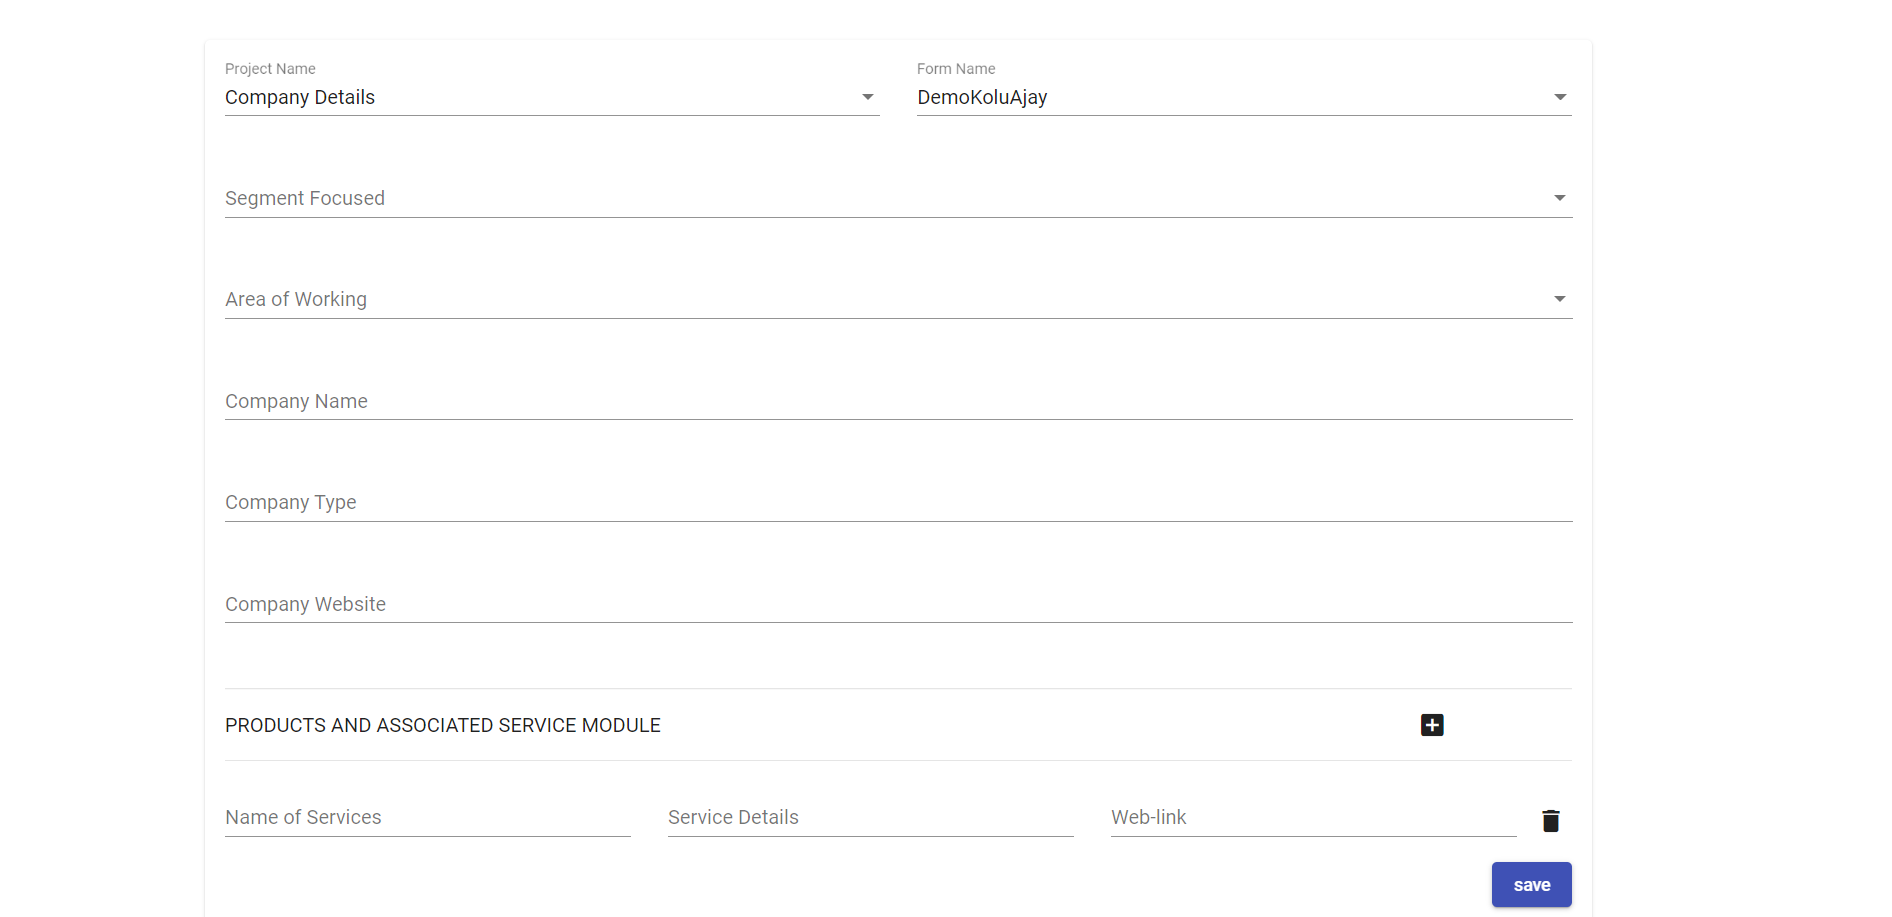 Project Name
Form Name
Company Details
DemoKoluAjay
Segment Focused
Area of Working
Company Name
Company Type
Company Website
PRODUCTS AND ASSOCIATED SERVICE MODULE
Name of Services
Service Details
Web-link
save